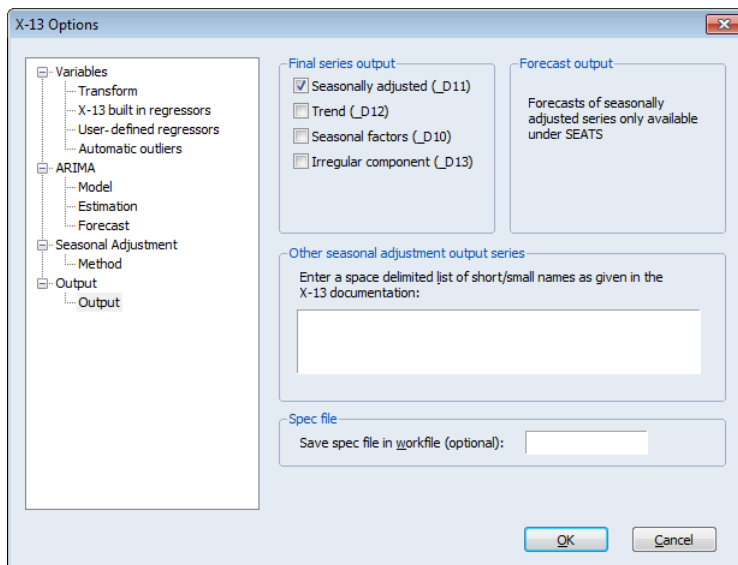 X-13 Options
Variables
Transform
X-13 built in regressors
User-defined regressors
Automatic outliers
ARIMA
Model
Estimation
Forecast
Seasonal Adjustment
Method
Output
Output
Final series output
Seasonally adjusted (_D11)
Trend (_D12)
Seasonal factors (_D10)
Irregular component (_D13)
Forecast output
Forecasts of seasonally
adjusted series only available
under SEATS
Other seasonal adjustment output series
Enter a space delimited list of short/small names as given in the
X-13 documentation:
Spec file
Save spec file in workfile (optional):
OK
Cancel